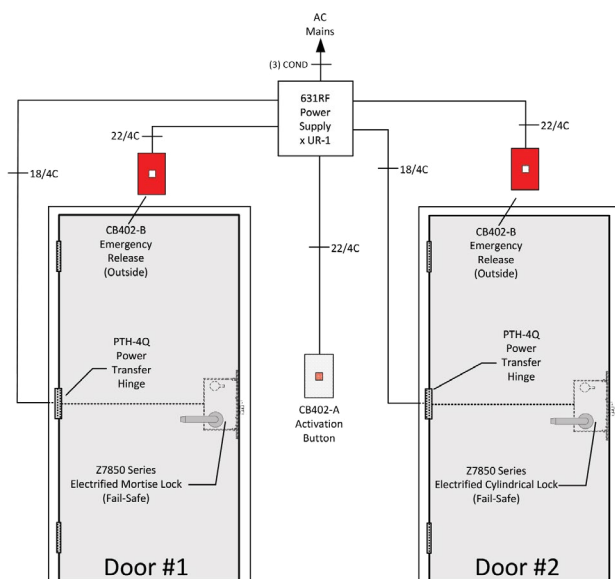 AC
Mains
(3) COND
631RF
Power
Supply
x UR-1
22/4C
22/4C
18/4C
18/4C
CB402-B
Emergency
Release
(Outside)
CB402-B
Emergency
Release
(Outside)
22/4C
PTH-4Q
Power
Transfer
Hinge
PTH-4Q
Power
Transfer
Hinge
CB402-A
Activation
Button
Z7850 Series
Electrified Mortise Lock
(Fail-Safe)
Z7850 Series
Electrified Cylindrical Lock
(Fail-Safe)
Door #1
Door #2